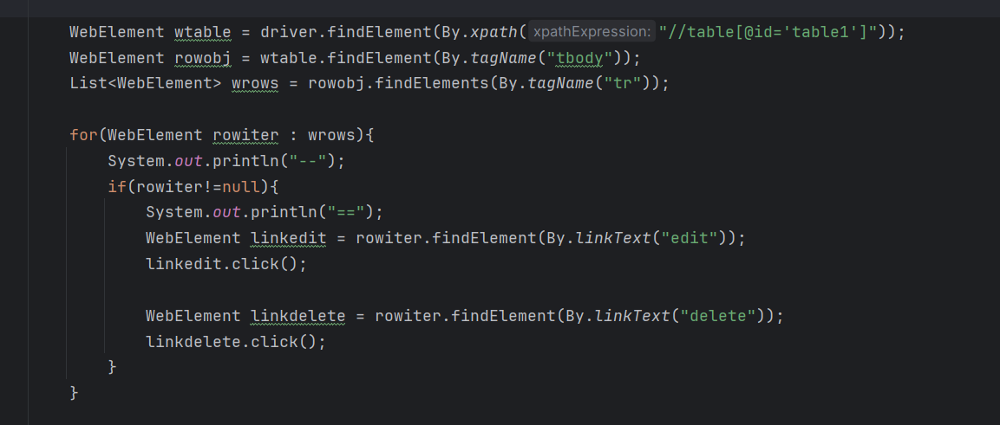 WebElement wtable = driver.findElement(By.xpath( xpathExpression: "//table[@id='table1']"));
WebElement rowobj = wtable.findElement(By.tagName("tbody"));
List<WebElement> wrows = rowobj.findElements(By.tagName("tr"));
for(WebElement rowiter : wrows){
System.out.println("--");
if(rowiter!=null){
System.out.println("==");
WebElement linkedit = rowiter.findElement(By.linkText("edit"));
linkedit.click();
WebElement linkdelete = rowiter.findElement(By.linkText("delete"));
linkdelete.click();
}
}